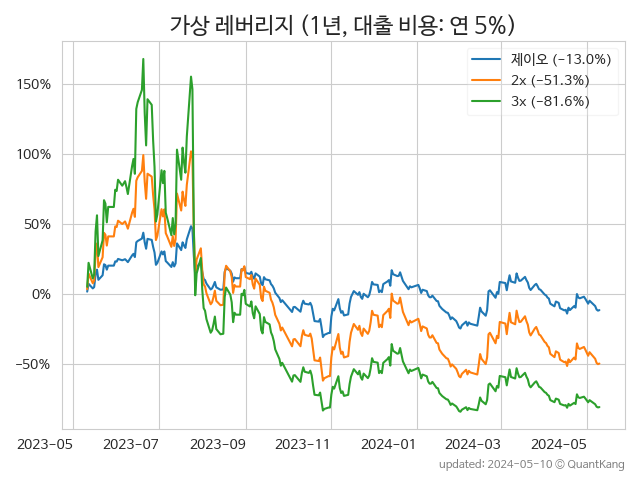 가상 레버리지 (1년, 대출 비용: 연 5%)
제이오 (−13.0%)
2x (−51.3%)
3x (−81.6%)
150%
100%
50%
0%
−50%
2023-05 2023-07 2023-09 2023-11 2024-01 2024-03 2024-05
updated: 2024-05-10 © QuantKang